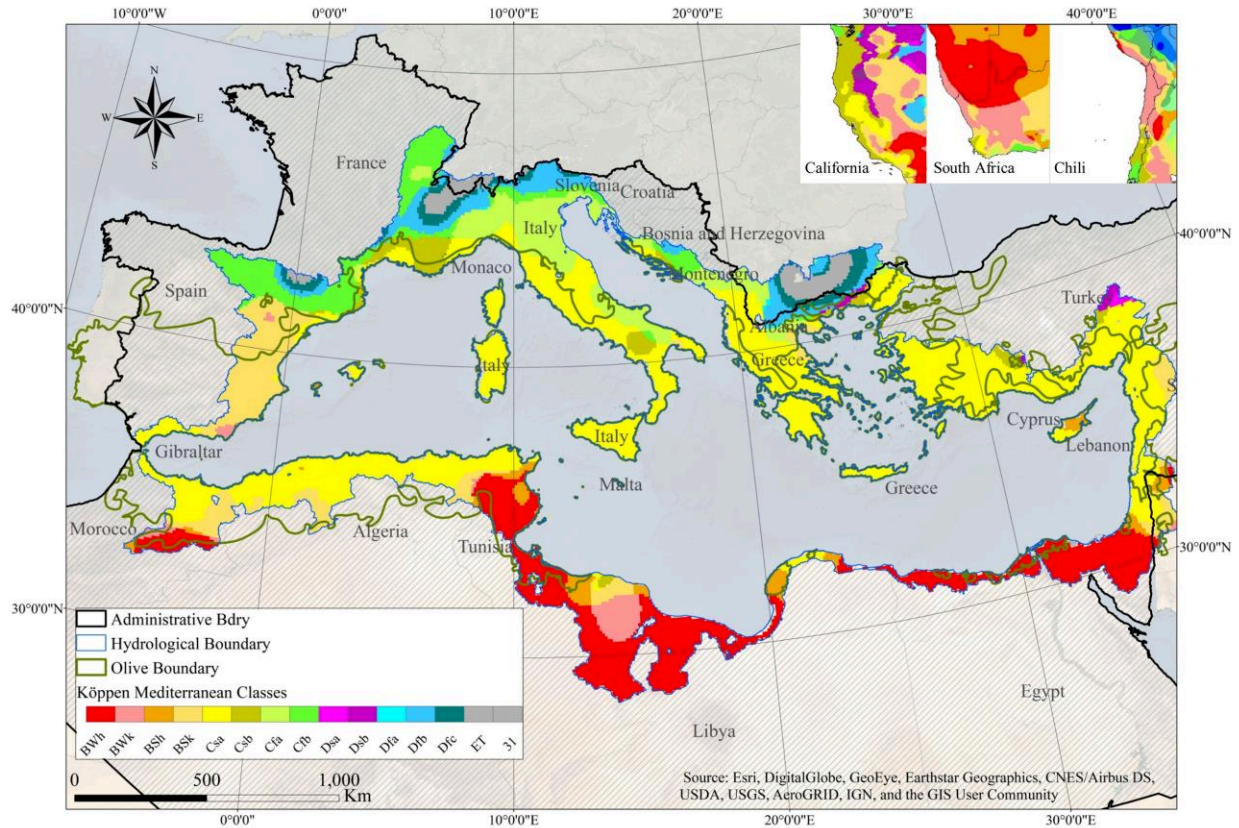 10°0'0"W
0°0'0"
10°0'0"E
20°0'0"E
30°0'0"E
40°0'0"E
N
W
E
S
California
South Africa
Chili
France
Slovenia
Croatia
Italy
Bosnia and Herzegovina
Monaco
Montenegro
Spain
40°0'0"N
40°0'0"N
Turkey
Albania
Italy
Greece
S
Cyprus
Lebanon
Italy
Gibraltar
Malta
Greece
Morocco
Algeria
Tunisia
30°0'0"N
30°0'0"N
Egypt
Libya
Administrative Bdry
Hydrological Boundary
Olive Boundary
Köppen Mediterranean Classes
BWh BWk BSh BSk Csa Csb Cfa Cfb Dsa Dsb Dfa Dfb Dfc ET 31
0 500 1,000
Km
Source: Esri, DigitalGlobe, GeoEye, Earthstar Geographics, CNES/Airbus DS,
USDA, USGS, AeroGRID, IGN, and the GIS User Community
0°0'0"
10°0'0"E
20°0'0"E
30°0'0"E